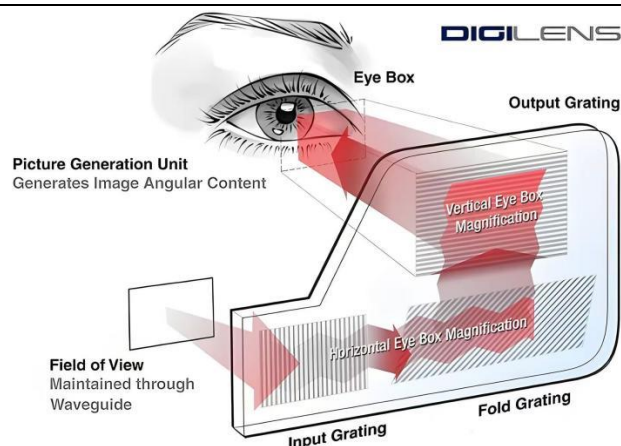 DIGILENS
Eye Box
Output Grating
Picture Generation Unit
Generates Image Angular Content
Vertical Eye Box
Magnification
Horizontal Eye Box Magnification
Field of View
Maintained through
Waveguide
Fold Grating
Input Grating